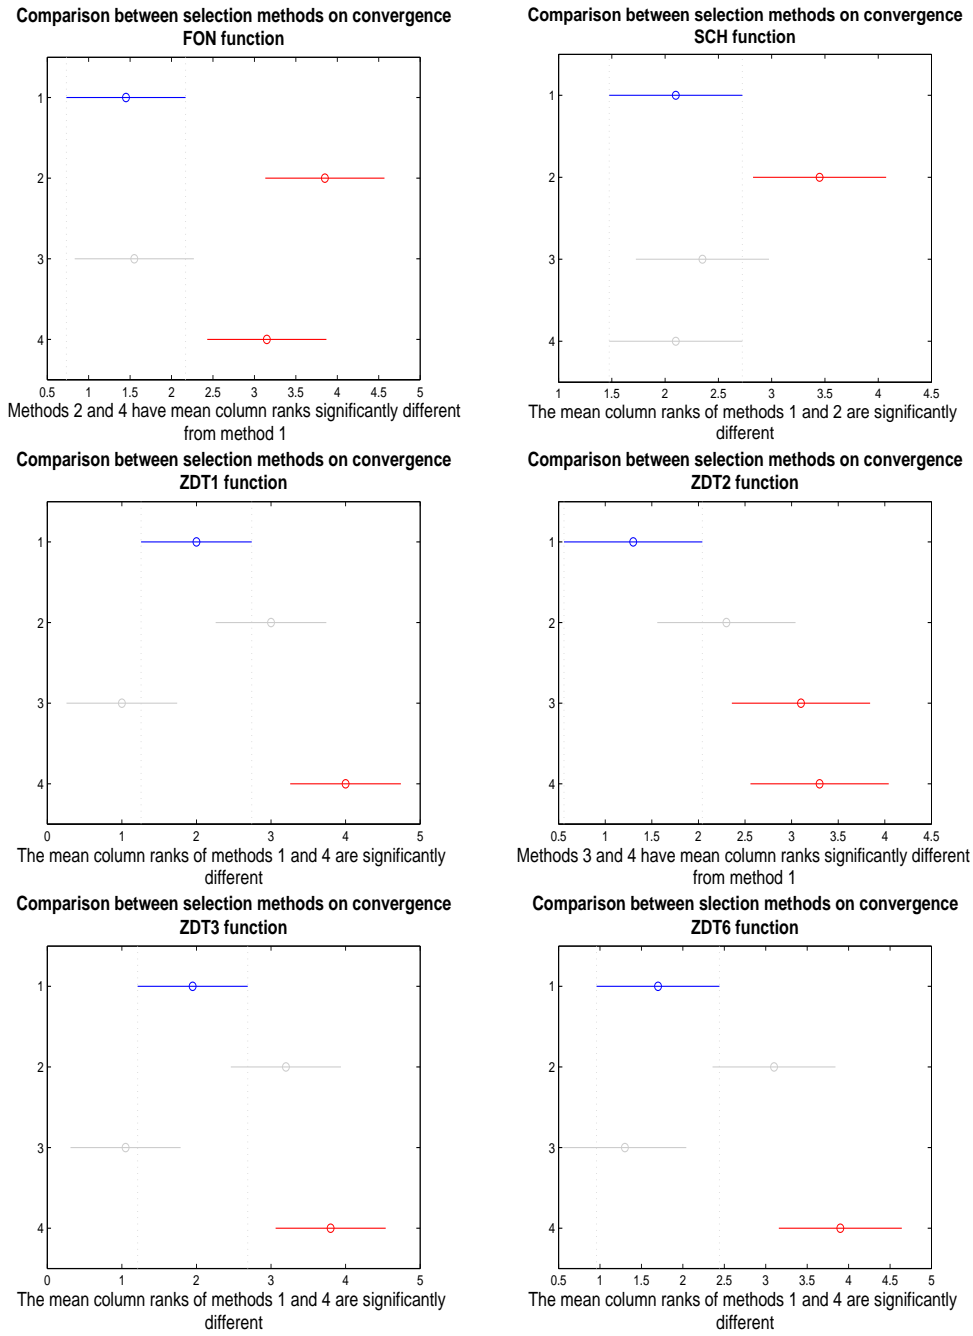 Comparison between selection methods on convergence
FON function
1
2
3
4
0.5 1 1.5 2 2.5 3 3.5 4 4.5 5
Methods 2 and 4 have mean column ranks significantly different
from method 1
Comparison between selection methods on convergence
SCH function
1
2
3
4
1 1.5 2 2.5 3 3.5 4 4.5
The mean column ranks of methods 1 and 2 are significantly
different
Comparison between selection methods on convergence
ZDT1 function
1
2
3
4
0 1 2 3 4 5
The mean column ranks of methods 1 and 4 are significantly
different
Comparison between selection methods on convergence
ZDT2 function
1
2
3
4
0.5 1 1.5 2 2.5 3 3.5 4 4.5
Methods 3 and 4 have mean column ranks significantly different
from method 1
Comparison between selection methods on convergence
ZDT3 function
1
2
3
4
0 1 2 3 4 5
The mean column ranks of methods 1 and 4 are significantly
different
Comparison between slection methods on convergence
ZDT6 function
1
2
3
4
0.5 1 1.5 2 2.5 3 3.5 4 4.5 5
The mean column ranks of methods 1 and 4 are significantly
different